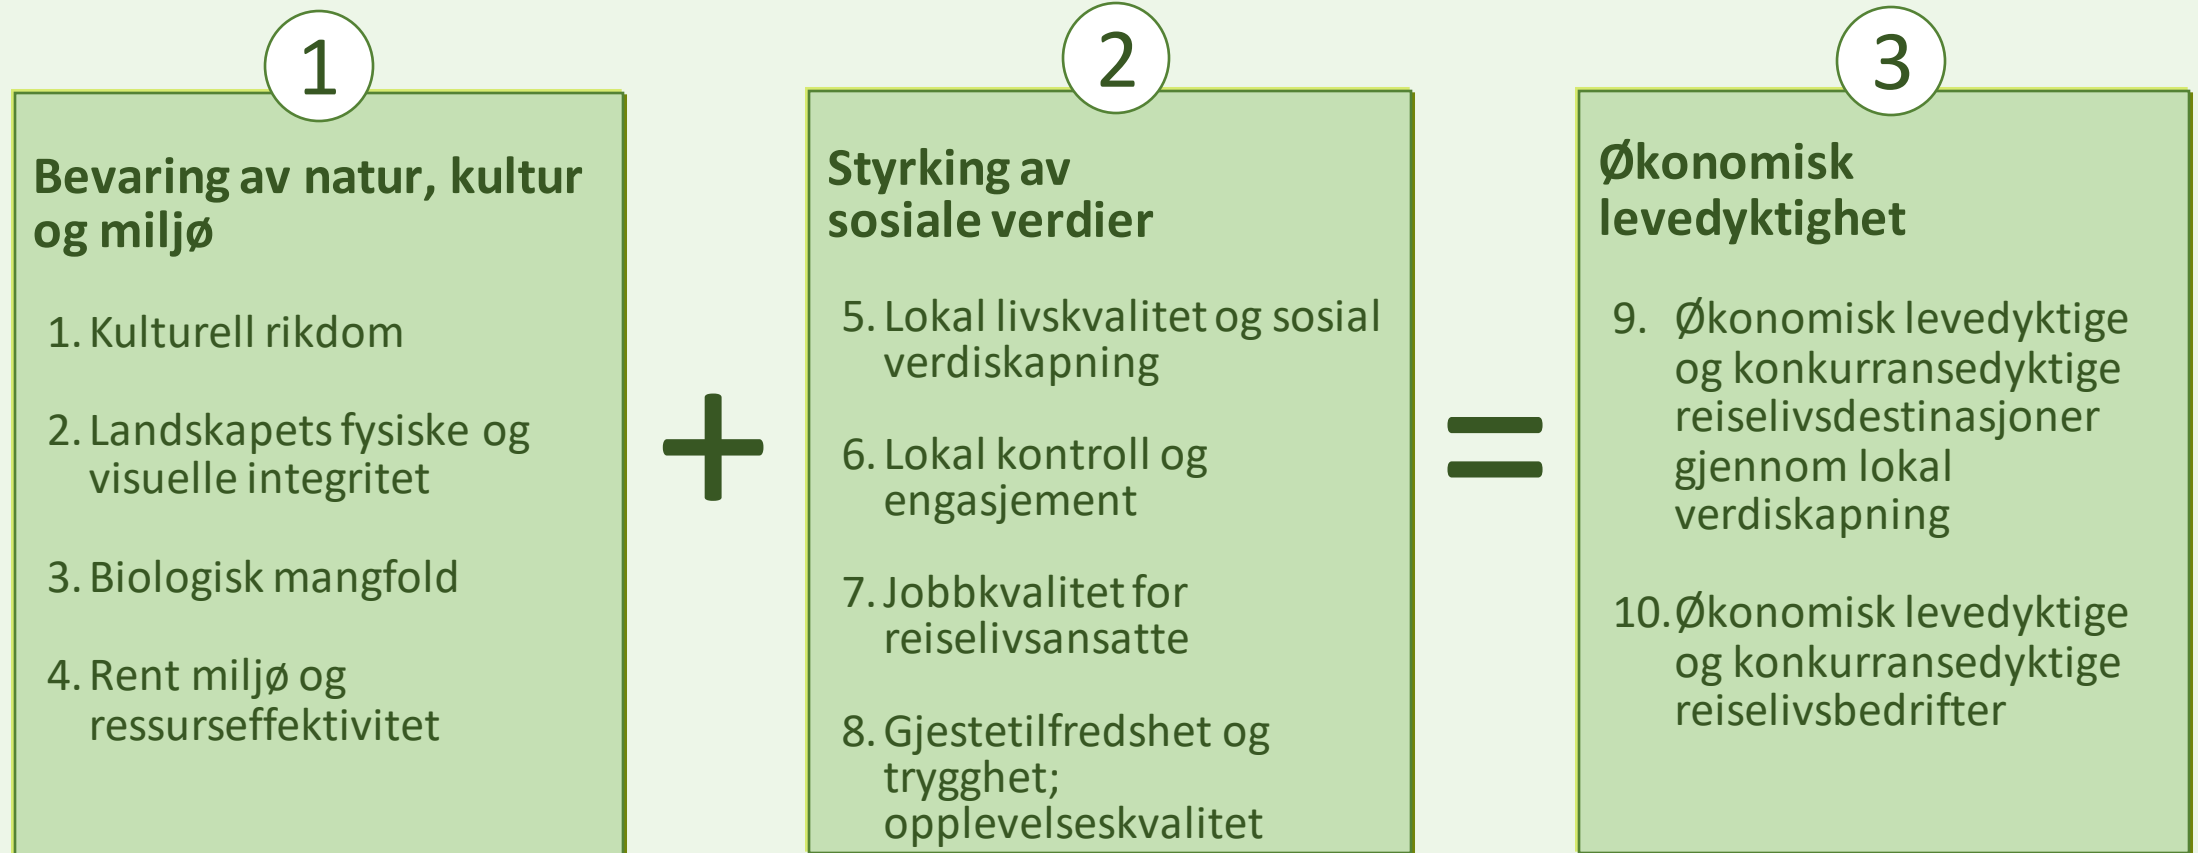 1
Bevaring av natur, kultur
og miljø
1. Kulturell rikdom
2. Landskapets fysiske og
visuelle integritet
3. Biologisk mangfold
4. Rent miljø og
ressurseffektivitet
+
2
Styrking av
sosiale verdier
5. Lokal livskvalitet og sosial
verdiskapning
6. Lokal kontroll og
engasjement
7. Jobbkvalitet for
reiselivsansatte
8. Gjestetilfredshet og
trygghet;
opplevelseskvalitet
=
3
Økonomisk
levedyktighet
9. Økonomisk levedyktige
og konkurransedyktige
reiselivsdestinasjoner
gjennom lokal
verdiskapning
10. Økonomisk levedyktige
og konkurransedyktige
reiselivsbedrifter